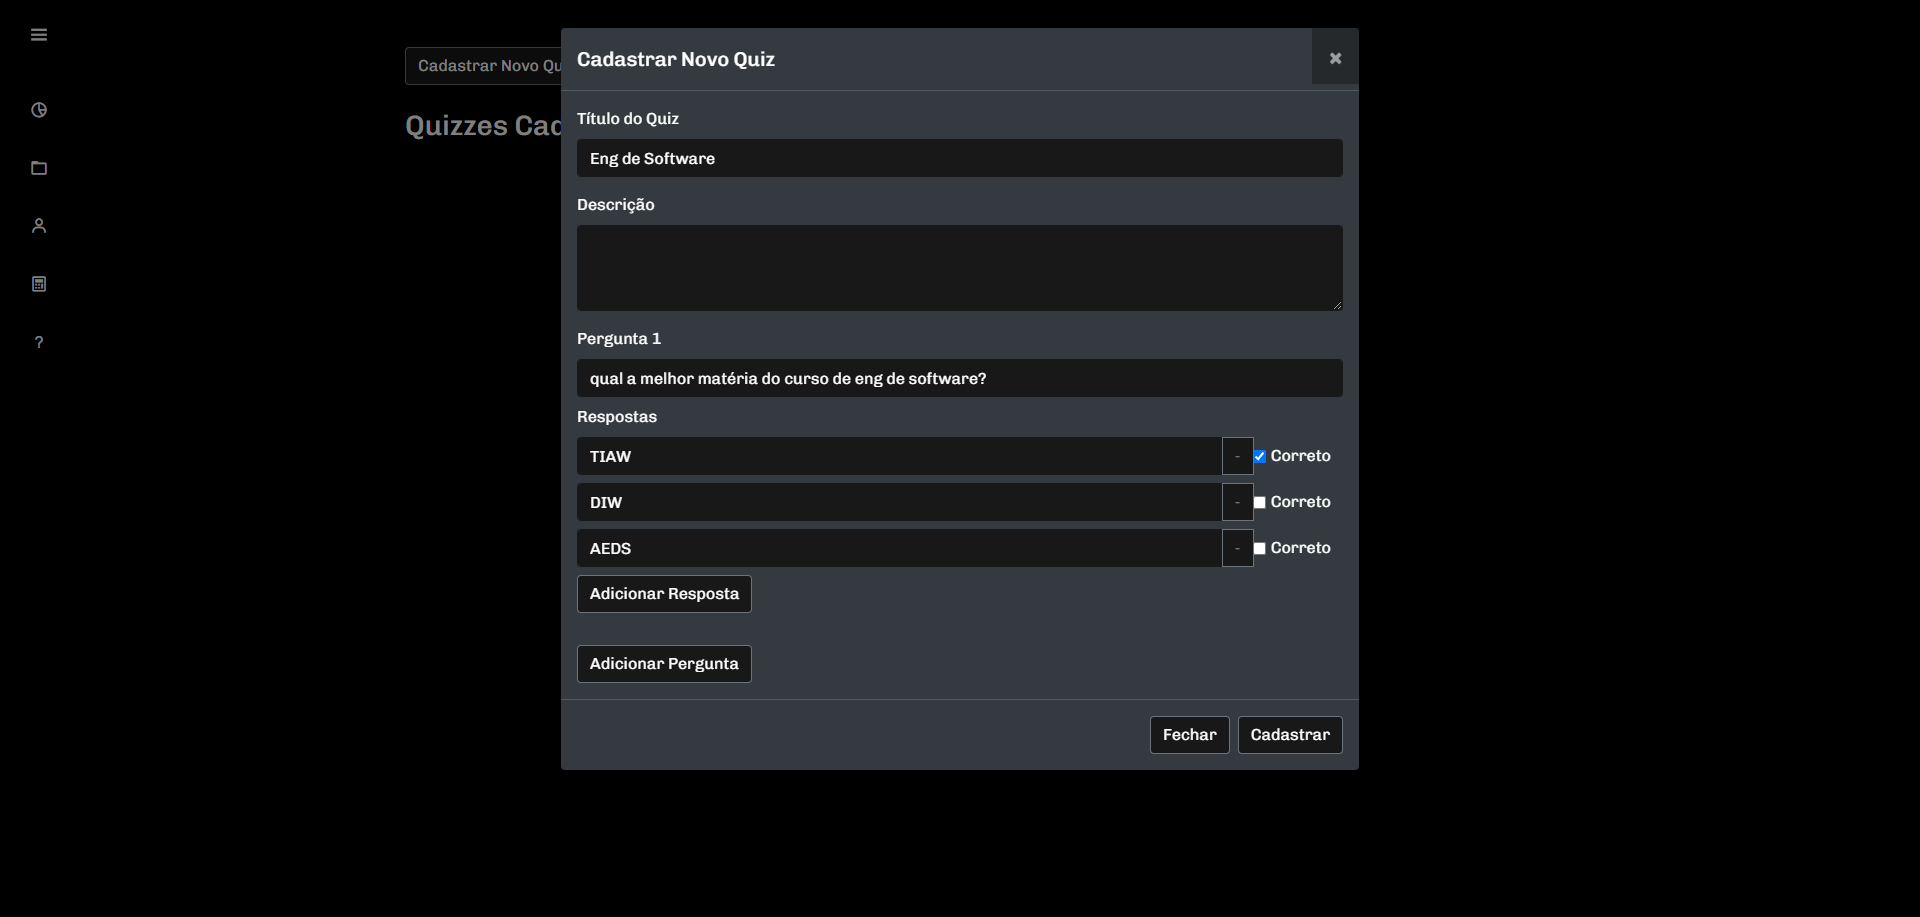 Cadastrar Novo Qu
Quizzes Cad
Cadastrar Novo Quiz
Título do Quiz
Eng de Software
Descrição
Pergunta 1
qual a melhor matéria do curso de eng de software?
Respostas
TIAW - Correto
DIW - Correto
AEDS - Correto
Adicionar Resposta
Adicionar Pergunta
Fechar Cadastrar
?